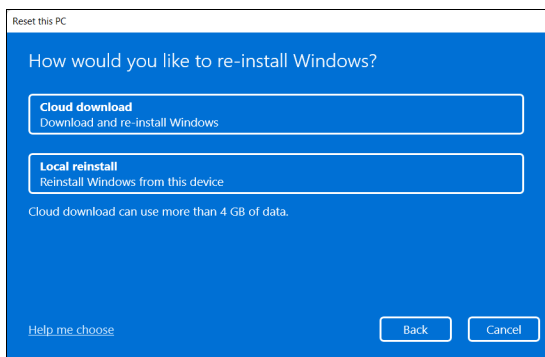 Reset this PC
How would you like to re-install Windows?
Cloud download
Download and re-install Windows
Local reinstall
Reinstall Windows from this device
Cloud download can use more than 4 GB of data.
Help me choose
Back
Cancel